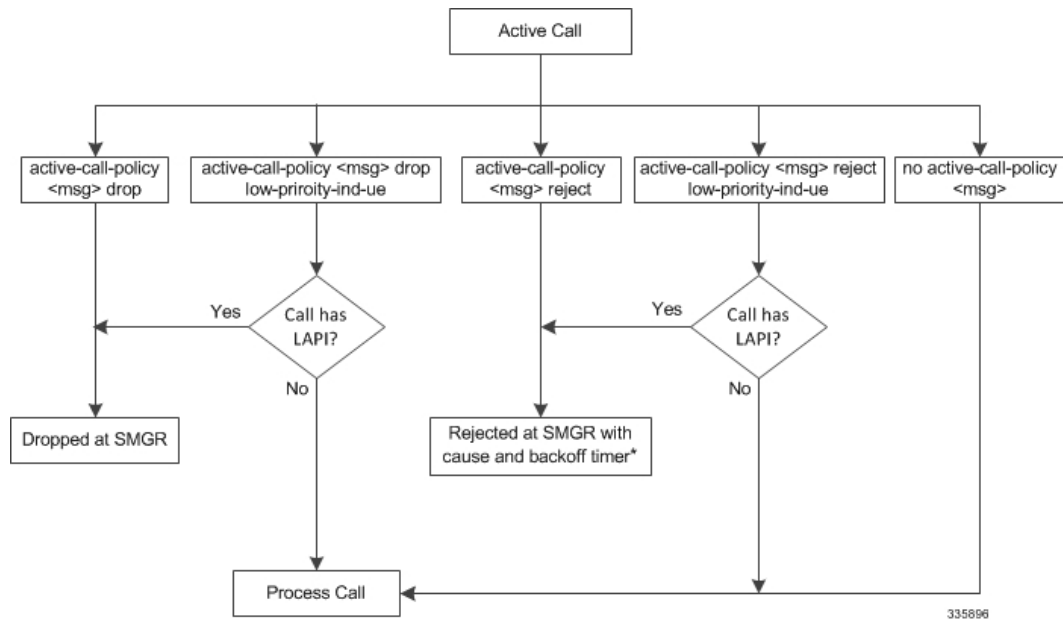 Active Call
active-call-policy
<msg> drop
active-call-policy <msg> drop
low-priroity-ind-ue
active-call-policy
<msg> reject
active-call-policy <msg> reject
low-priority-ind-ue
no active-call-policy
<msg>
Yes
Call has
LAPI?
No
Yes
Call has
LAPI?
No
Dropped at SMGR
Rejected at SMGR with
cause and backoff timer*
Process Call
335896